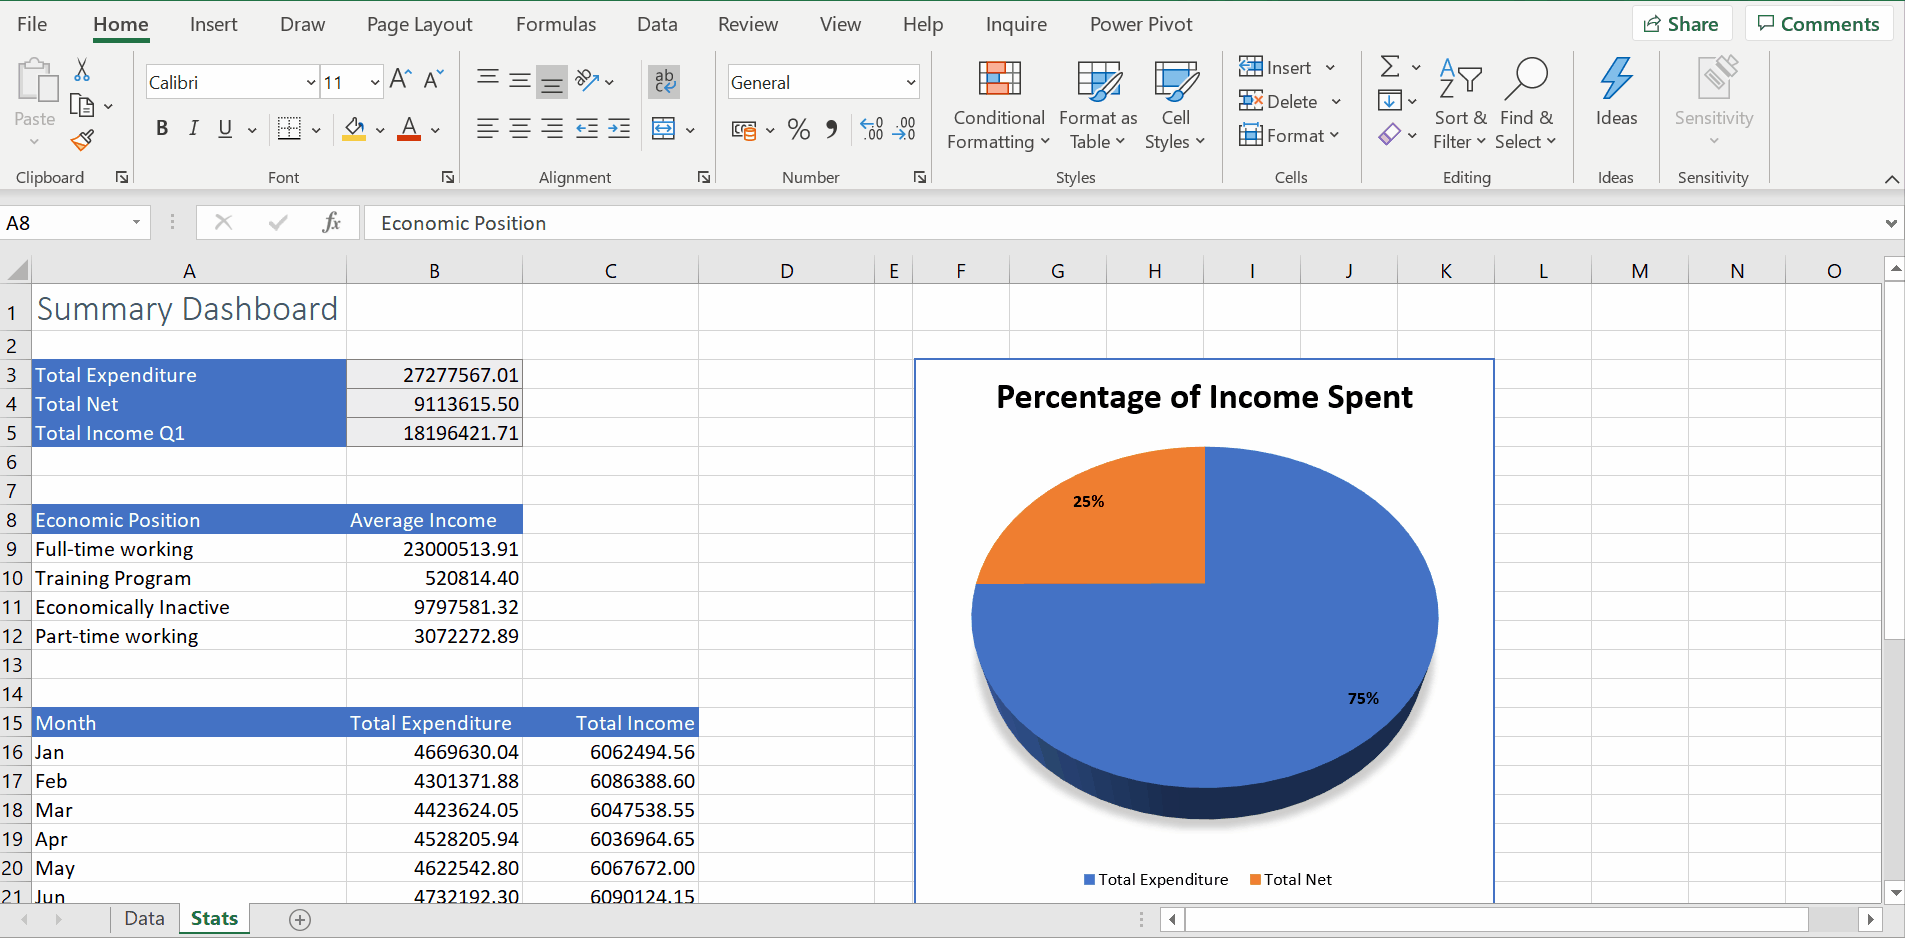 File Home Insert Draw Page Layout Formulas Data Review View Help Inquire Power Pivot Share Comments
Calibri 11 ab General Insert
Paste Conditional Format as Cell Delete Sort & Find & Ideas Sensitivity
B I U A % Formatting Table Styles Format Filter Select
Clipboard Font Alignment Number Styles Cells Editing Ideas Sensitivity
A8 fx Economic Position
A B C D E F G H I J K L M N O
1 Summary Dashboard
2
3 Total Expenditure 27277567.01
4 Total Net 9113615.50
5 Total Income Q1 18196421.71
6
7
8 Economic Position Average Income
9 Full-time working 23000513.91
10 Training Program 520814.40
11 Economically Inactive 9797581.32
12 Part-time working 3072272.89
13
14
15 Month Total Expenditure Total Income
16 Jan 4669630.04 6062494.56
17 Feb 4301371.88 6086388.60
18 Mar 4423624.05 6047538.55
19 Apr 4528205.94 6036964.65
20 May 4622542.80 6067672.00
21 Jun 4732192.30 6090124.15
Percentage of Income Spent
25%
75%
Total Expenditure Total Net
Data Stats